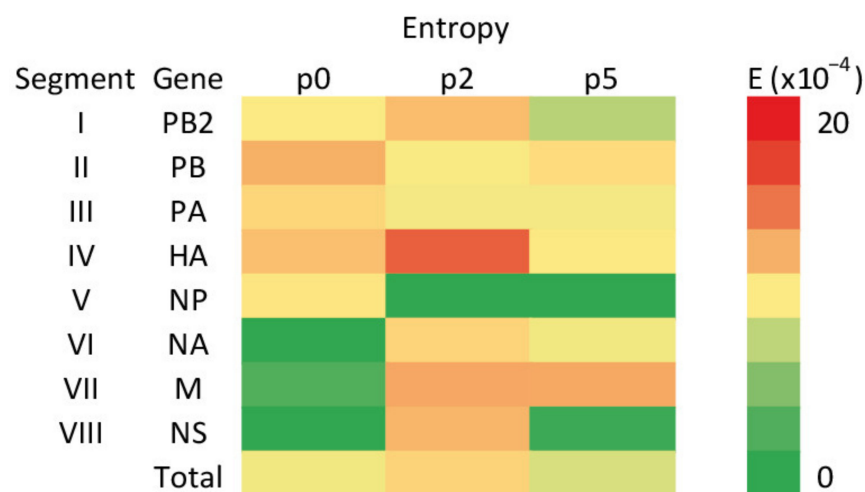 Entropy
Segment Gene p0 p2 p5 E (x10⁻⁴)
I PB2 20
II PB
III PA
IV HA
V NP
VI NA
VII M
VIII NS
Total 0